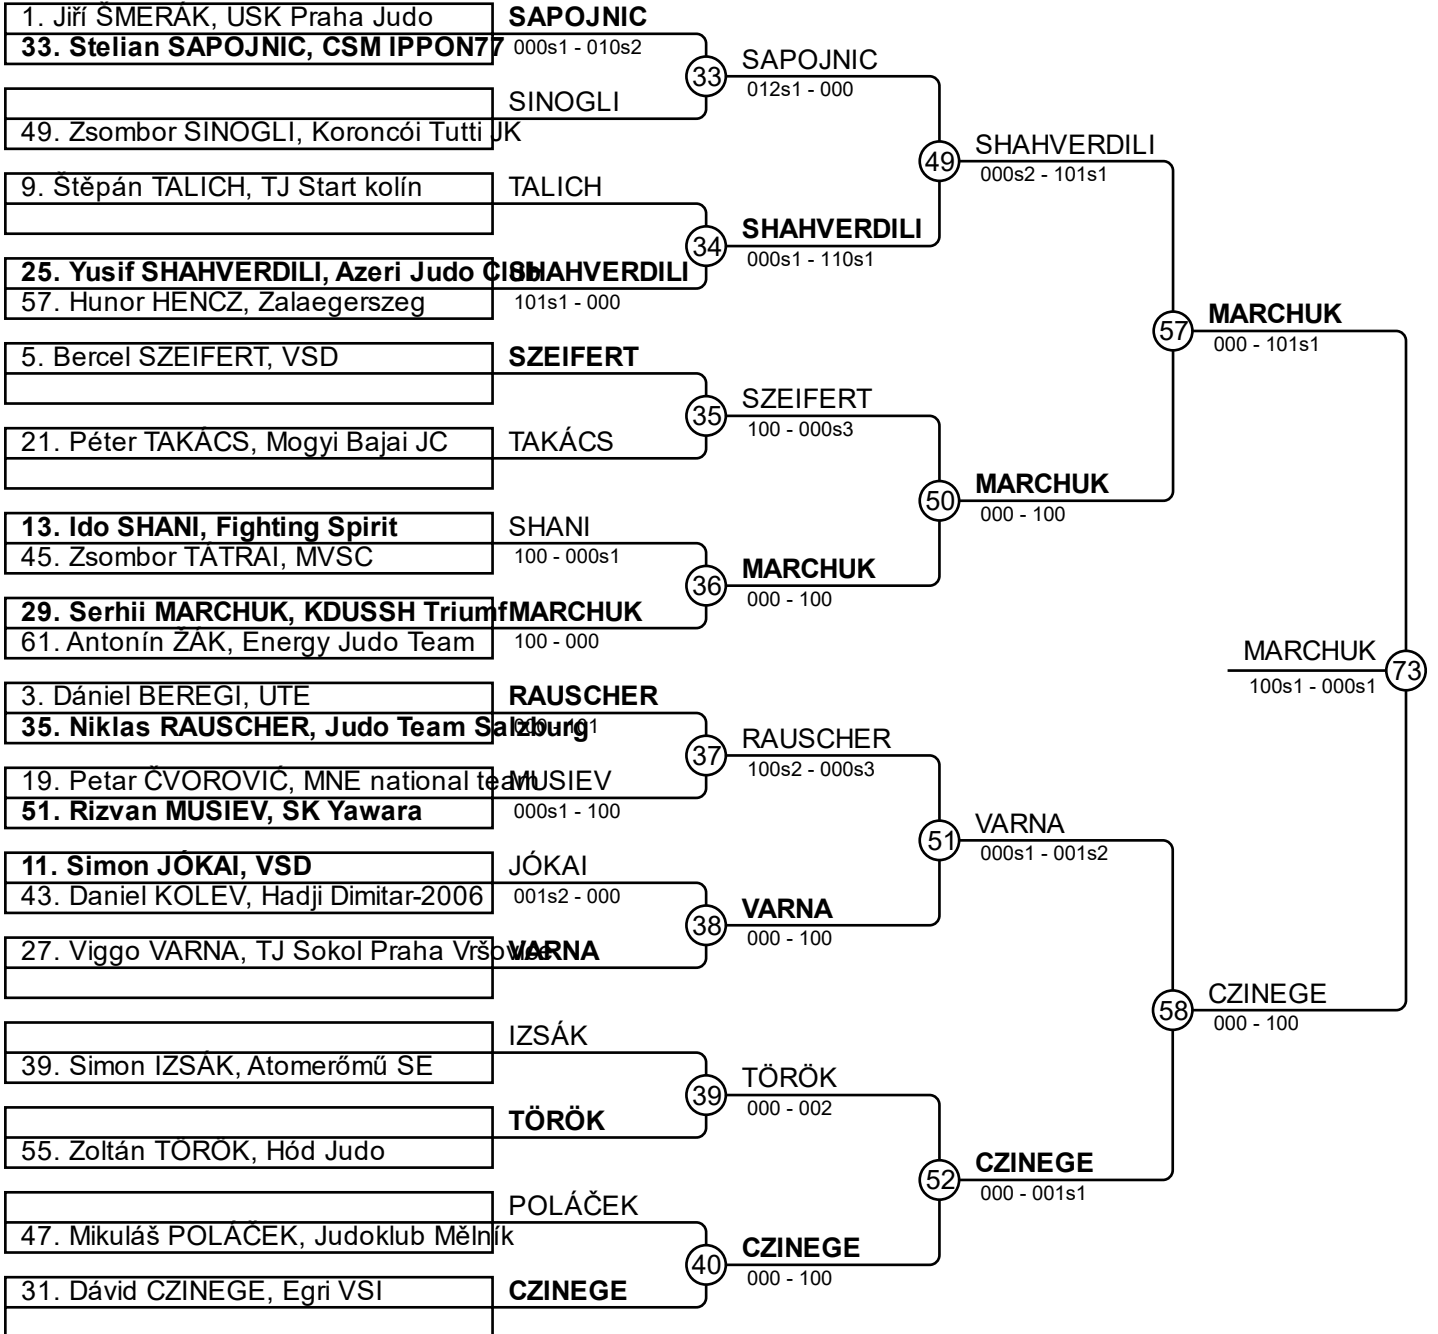 1. Jiří ŠMERÁK, USK Praha Judo
33. Stelian SAPOJNIC, CSM IPPON77
49. Zsombor SINOGLI, Koroncói Tutti JK
9. Štěpán TALICH, TJ Start kolín
25. Yusif SHAHVERDILI, Azeri Judo Club
57. Hunor HENCZ, Zalaegerszeg
5. Bercel SZEIFERT, VSD
21. Péter TAKÁCS, Mogyi Bajai JC
13. Ido SHANI, Fighting Spirit
45. Zsombor TÁTRAI, MVSC
29. Serhii MARCHUK, KDUSSH Triumf
61. Antonín ŽÁK, Energy Judo Team
3. Dániel BEREGI, UTE
35. Niklas RAUSCHER, Judo Team Salzburg
19. Petar ČVOROVIĆ, MNE national team
51. Rizvan MUSIEV, SK Yawara
11. Simon JÓKAI, VSD
43. Daniel KOLEV, Hadji Dimitar-2006
27. Viggo VARNA, TJ Sokol Praha Vršovice
39. Simon IZSÁK, Atomerőmű SE
55. Zoltán TÖRÖK, Hód Judo
47. Mikuláš POLÁČEK, Judoklub Mělník
31. Dávid CZINEGE, Egri VSI
SAPOJNIC
000s1 - 010s2
SINOGLI
TALICH
SHAHVERDILI
101s1 - 000
SZEIFERT
TAKÁCS
SHANI
100 - 000s1
MARCHUK
100 - 000
RAUSCHER
000 - 101
MUSIEV
000s1 - 100
JÓKAI
001s2 - 000
VARNA
IZSÁK
TÖRÖK
POLÁČEK
CZINEGE
33
SAPOJNIC
012s1 - 000
34
SHAHVERDILI
000s1 - 110s1
35
SZEIFERT
100 - 000s3
36
MARCHUK
000 - 100
37
RAUSCHER
100s2 - 000s3
38
VARNA
000 - 100
39
TÖRÖK
000 - 002
40
CZINEGE
000 - 100
49
SHAHVERDILI
000s2 - 101s1
50
MARCHUK
000 - 100
51
VARNA
000s1 - 001s2
52
CZINEGE
000 - 001s1
57
MARCHUK
000 - 101s1
58
CZINEGE
000 - 100
MARCHUK
73
100s1 - 000s1